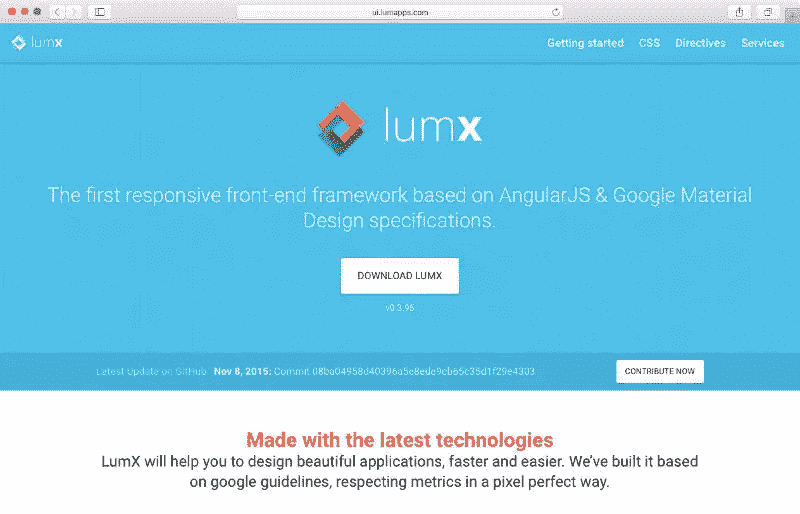 ui.lumapps.com
lumx
Getting started CSS Directives Services
lumx
The first responsive front-end framework based on AngularJS & Google Material
Design specifications.
DOWNLOAD LUMX
v0.3.96
Latest Update on GitHub Nov 8, 2015: Commit
CONTRIBUTE NOW
Made with the latest technologies
LumX will help you to design beautiful applications, faster and easier. We've built it based
on google guidelines, respecting metrics in a pixel perfect way.